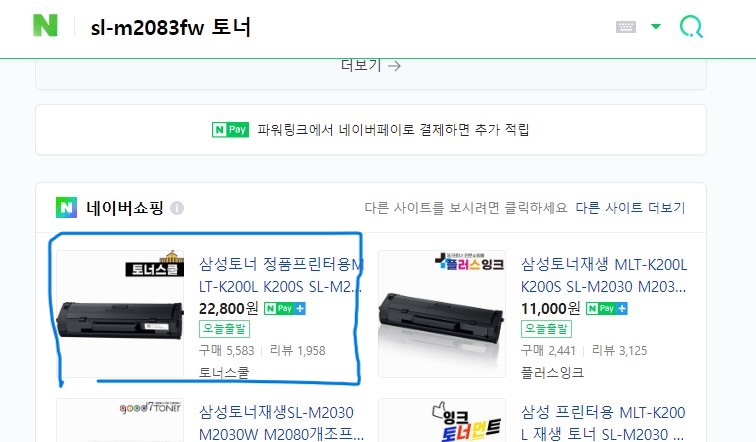 N sl-m2083fw 토너
더보기 →
N Pay 파워링크에서 네이버페이로 결제하면 추가 적립
N 네이버쇼핑 i 다른 사이트를 보시려면 클릭하세요 다른 사이트 더보기
토너스쿨
삼성토너 정품프린터용M
LT-K200L K200S SL-M2...
22,800원 N Pay +
오늘출발
구매 5,583 | 리뷰 1,958
토너스쿨
플러스잉크
삼성토너재생 MLT-K200L
K200S SL-M2030 M203...
11,000원 N Pay +
오늘출발
구매 2,441 | 리뷰 3,125
플러스잉크
good7TONER
삼성토너재생SL-M2030
M2030W M2080개조프...
잉크
토너먼트
삼성 프린터용 MLT-K200
L 재생 토너 SL-M2030 ...